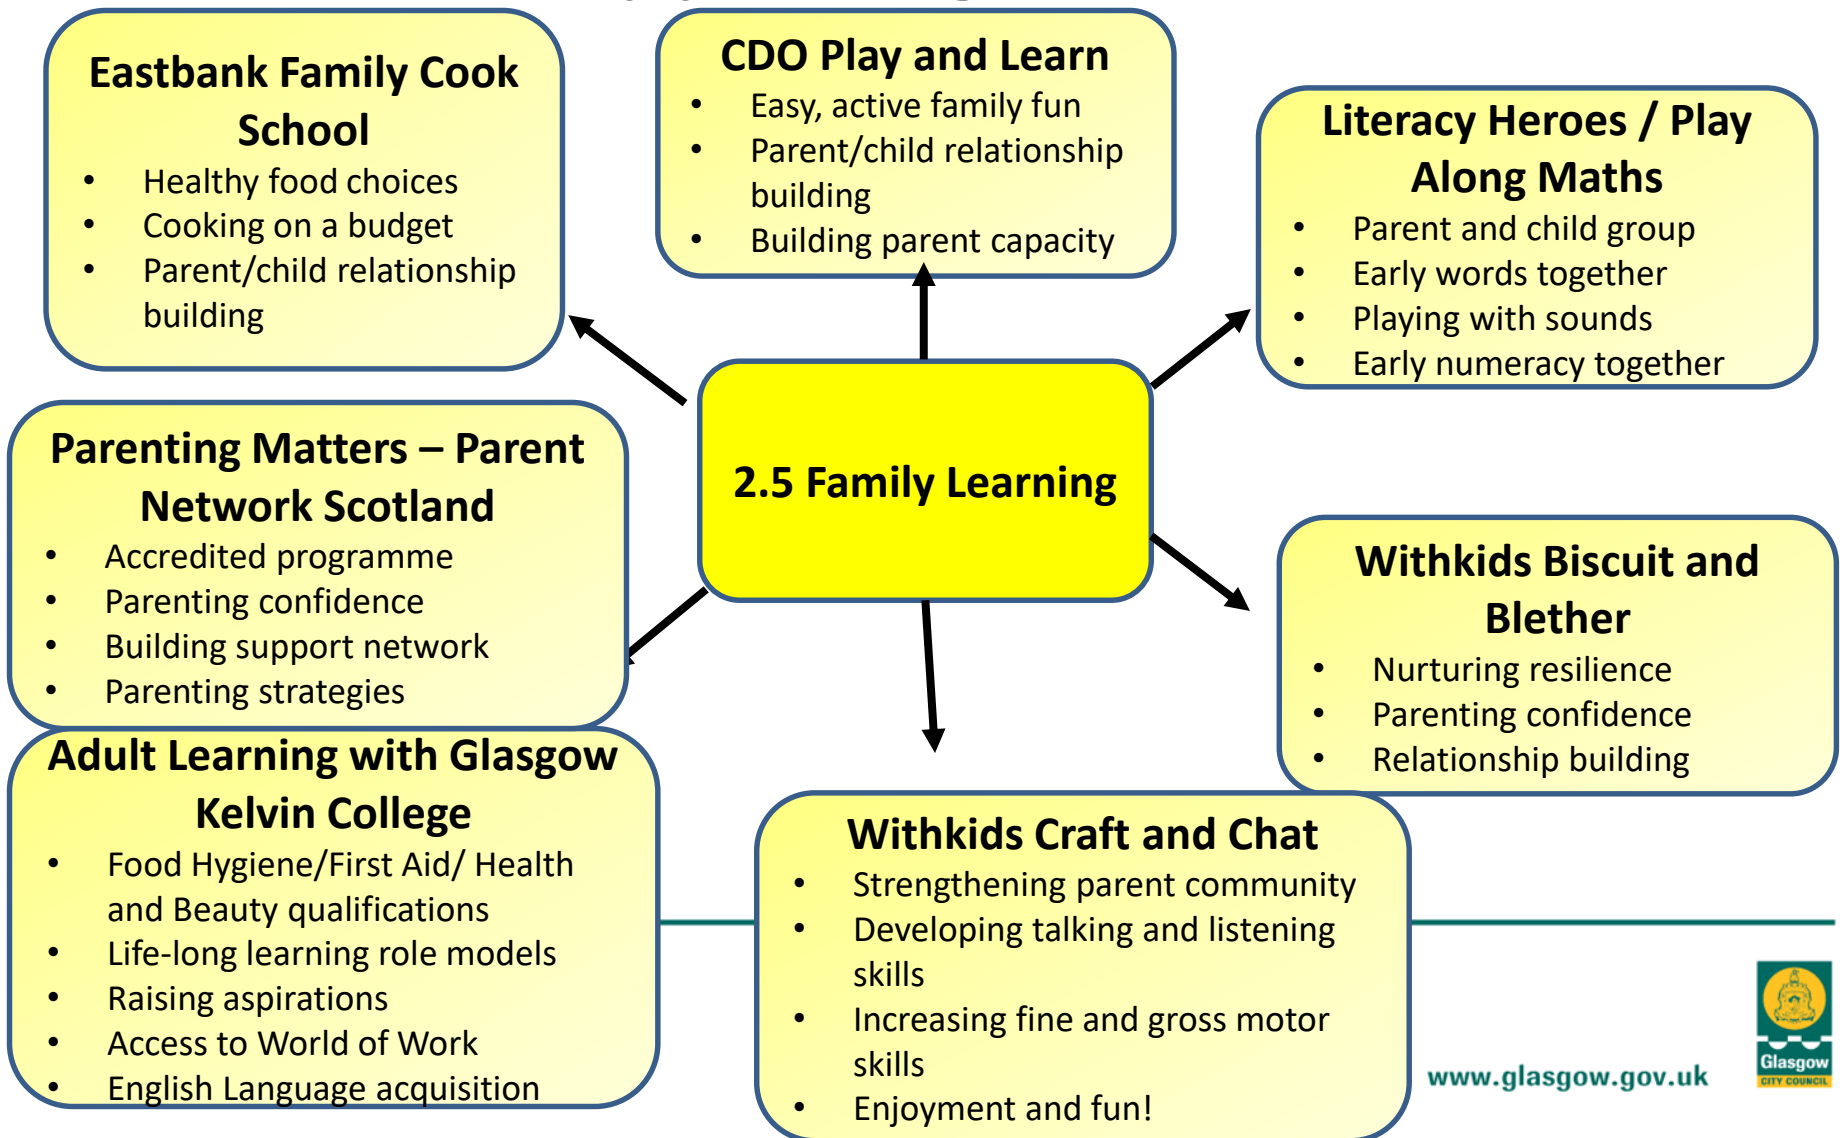 Eastbank Family Cook
School
• Healthy food choices
• Cooking on a budget
• Parent/child relationship
building
CDO Play and Learn
• Easy, active family fun
• Parent/child relationship
building
• Building parent capacity
Literacy Heroes / Play
Along Maths
• Parent and child group
• Early words together
• Playing with sounds
• Early numeracy together
2.5 Family Learning
Parenting Matters – Parent
Network Scotland
• Accredited programme
• Parenting confidence
• Building support network
• Parenting strategies
Withkids Biscuit and
Blether
• Nurturing resilience
• Parenting confidence
• Relationship building
Adult Learning with Glasgow
Kelvin College
• Food Hygiene/First Aid/ Health
and Beauty qualifications
• Life-long learning role models
• Raising aspirations
• Access to World of Work
• English Language acquisition
Withkids Craft and Chat
• Strengthening parent community
• Developing talking and listening
skills
• Increasing fine and gross motor
skills
• Enjoyment and fun!
www.glasgow.gov.uk
Glasgow
CITY COUNCIL